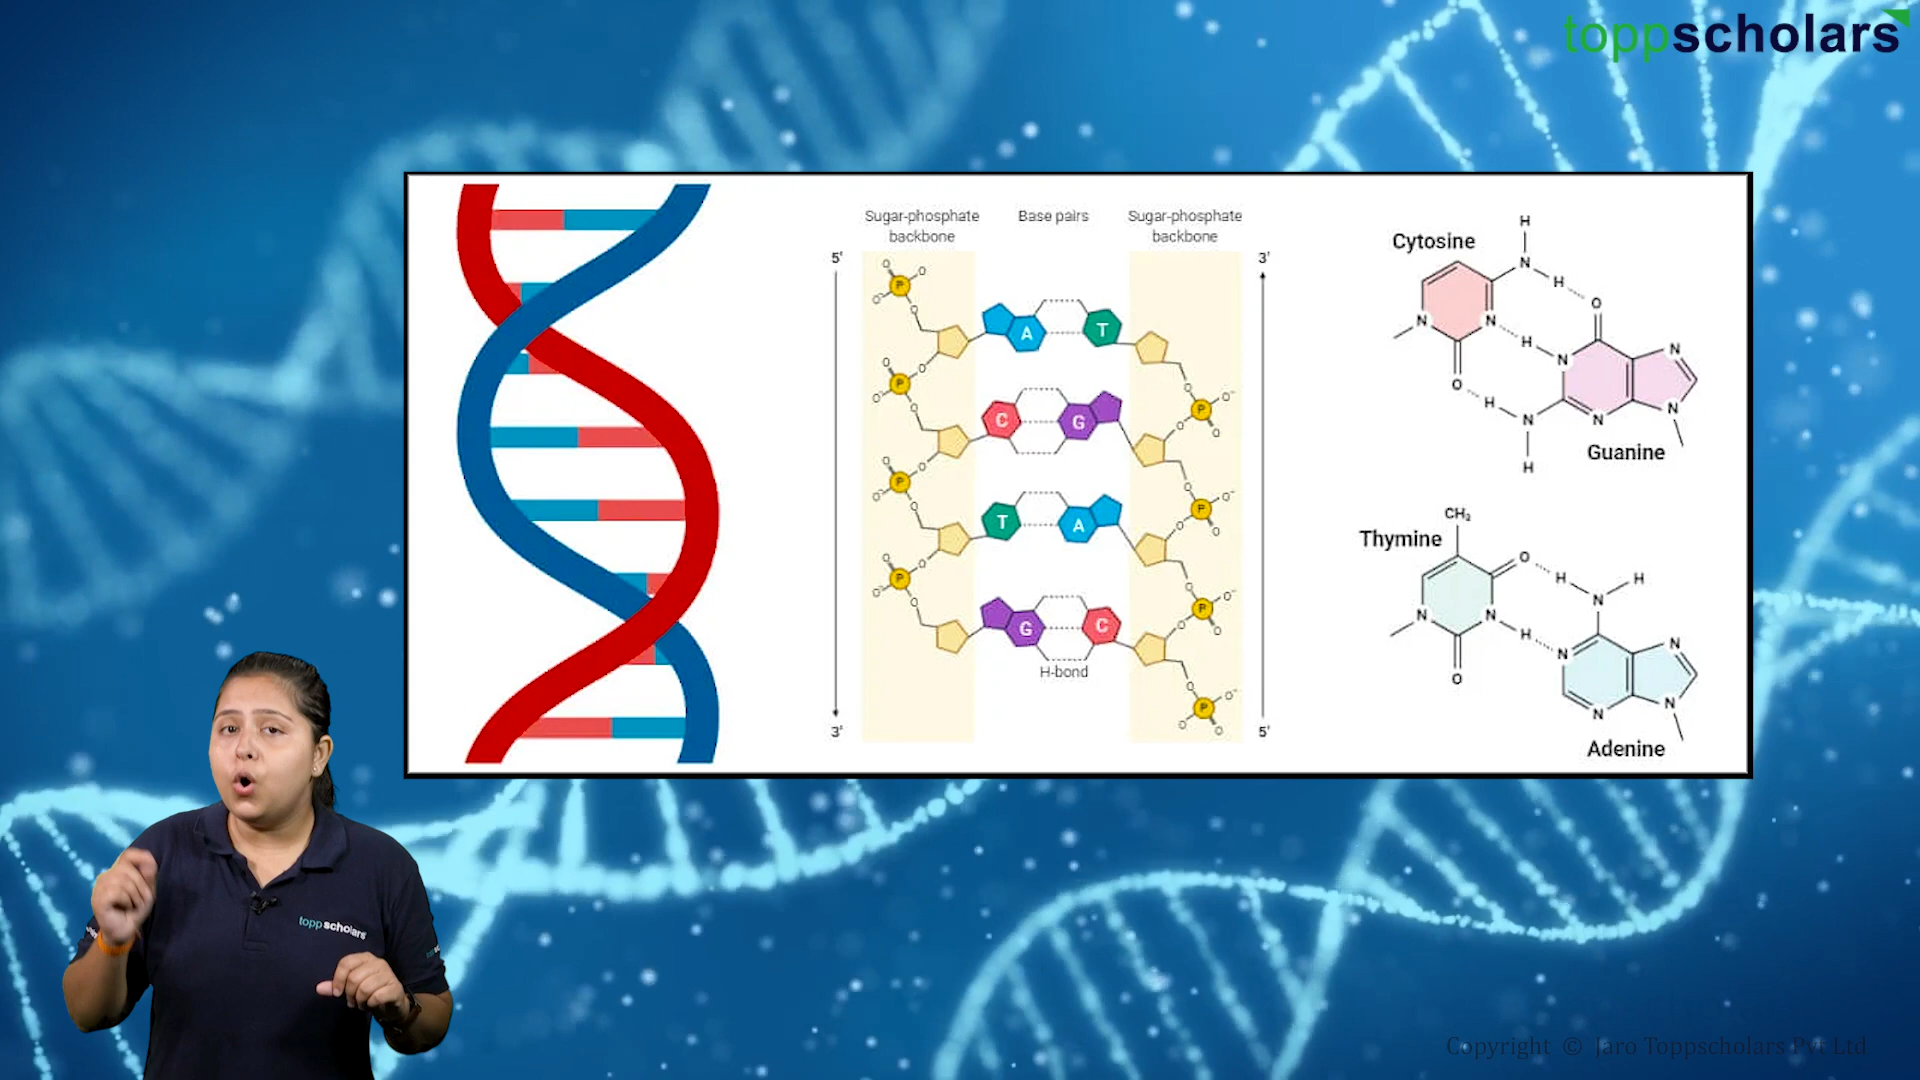 toppscholars
Sugar-phosphate
backbone
Base pairs
Sugar-phosphate
backbone
5'
3'
P
O
O
O-
O
A
T
P
O
O
O-
O
C
G
P
O-
O
O
P
O
O
O-
O
T
A
P
O-
O
O
P
O
O
O-
O
G
C
P
O-
O
O
H-bond
P
O-
O
O
O
3'
5'
Cytosine
H
N
H
O
N
N
H
N
N
O
H
N
N
N
H
Guanine
CH₃
Thymine
O
H
H
N
N
N
H
N
N
O
N
N
Adenine
toppscholars
Copyright © Jaro Toppscholars Pvt Ltd